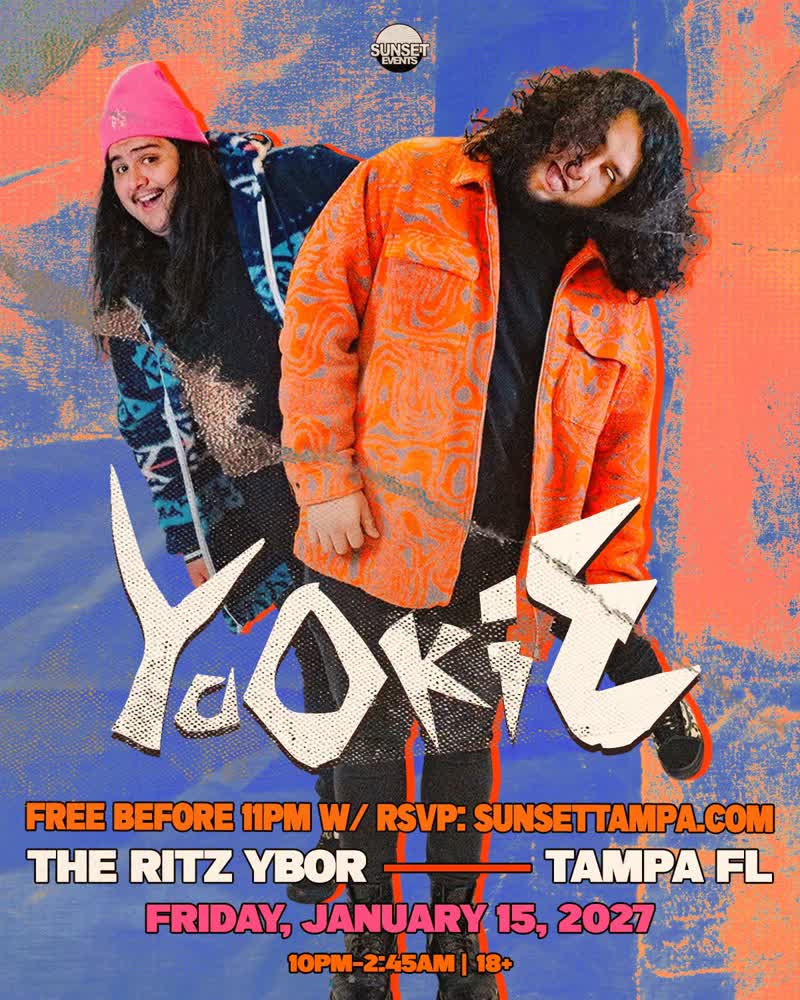 SUNSET
EVENTS
YOOKiE
FREE BEFORE 11PM W/ RSVP: SUNSETTAMPA.COM
THE RITZ YBOR TAMPA FL
FRIDAY, JANUARY 15, 2027
10PM-2:45AM | 18+